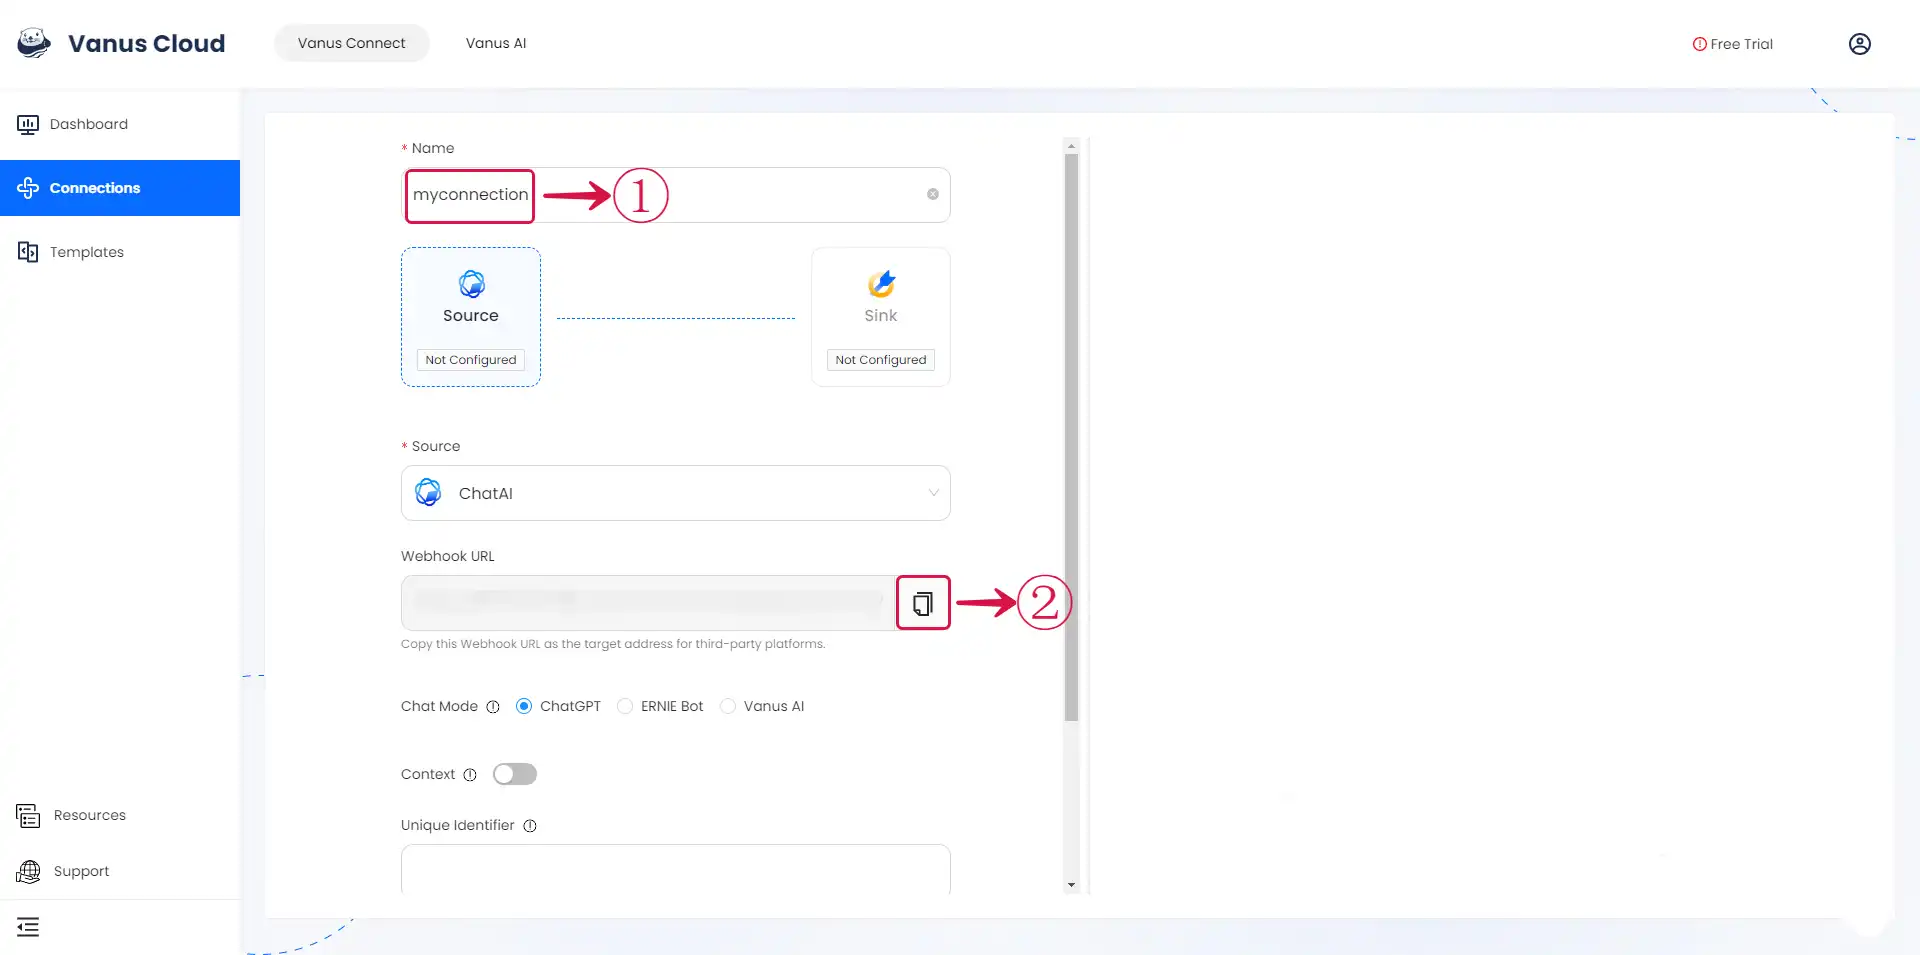 Vanus Cloud
Vanus Connect
Vanus AI
Free Trial
Dashboard
Connections
Templates
Resources
Support
* Name
myconnection
1
Source
Not Configured
Sink
Not Configured
* Source
ChatAI
Webhook URL
2
Copy this Webhook URL as the target address for third-party platforms.
Chat Mode ChatGPT ERNIE Bot Vanus AI
Context
Unique Identifier